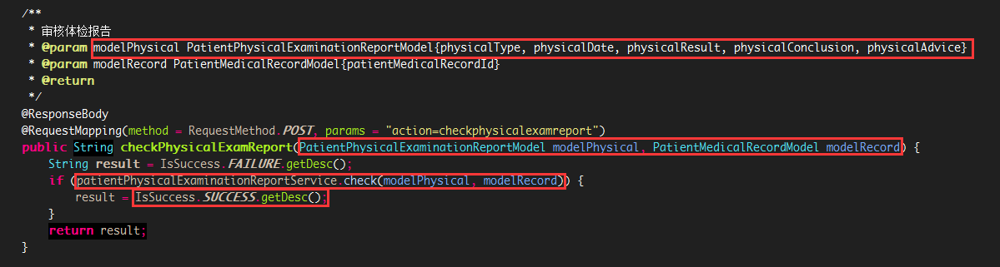 /**
 * 审核体检报告
 * @param modelPhysical PatientPhysicalExaminationReportModel{physicalType, physicalDate, physicalResult, physicalConclusion, physicalAdvice}
 * @param modelRecord PatientMedicalRecordModel{patientMedicalRecordId}
 * @return
 */
@ResponseBody
@RequestMapping(method = RequestMethod.POST, params = "action=checkphysicalexamreport")
public String checkPhysicalExamReport(PatientPhysicalExaminationReportModel modelPhysical, PatientMedicalRecordModel modelRecord) {
    String result = IsSuccess.FAILURE.getDesc();
    if (patientPhysicalExaminationReportService.check(modelPhysical, modelRecord)) {
        result = IsSuccess.SUCCESS.getDesc();
    }
    return result;
}